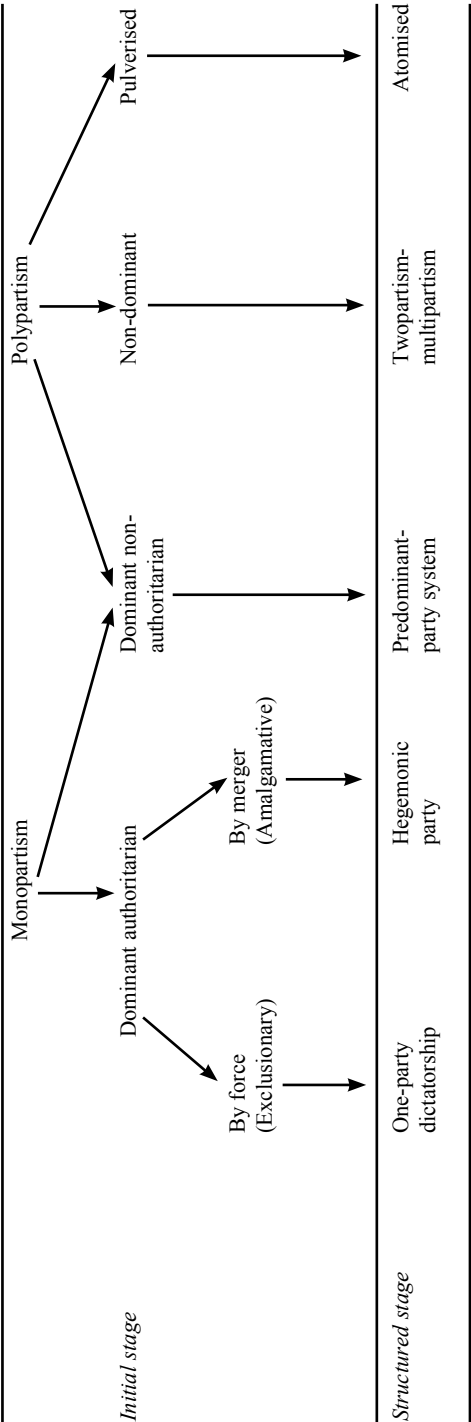 Monopartism
Polypartism
Initial stage
Dominant authoritarian
Dominant non-
authoritarian
Non-dominant
Pulverised
By force
(Exclusionary)
By merger
(Amalgamative)
Structured stage
One-party
dictatorship
Hegemonic
party
Predominant-
party system
Twopartism-
multipartism
Atomised